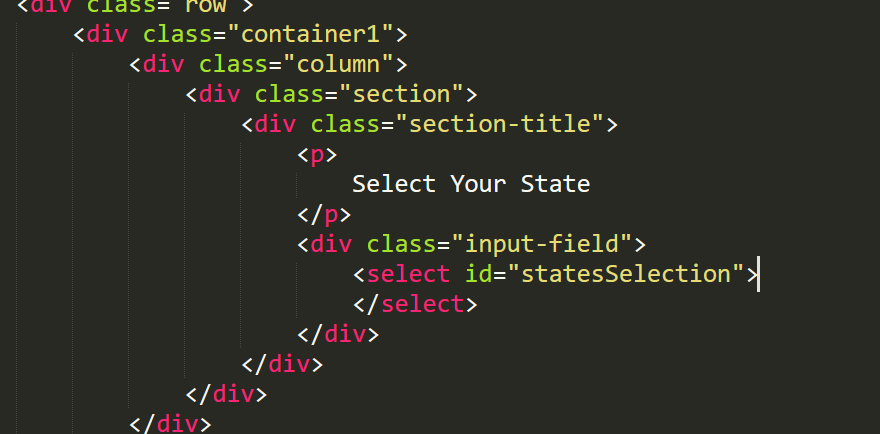 <div class="row">
<div class="container1">
<div class="column">
<div class="section">
<div class="section-title">
<p>
Select Your State
</p>
<div class="input-field">
<select id="statesSelection">
</select>
</div>
</div>
</div>
</div>